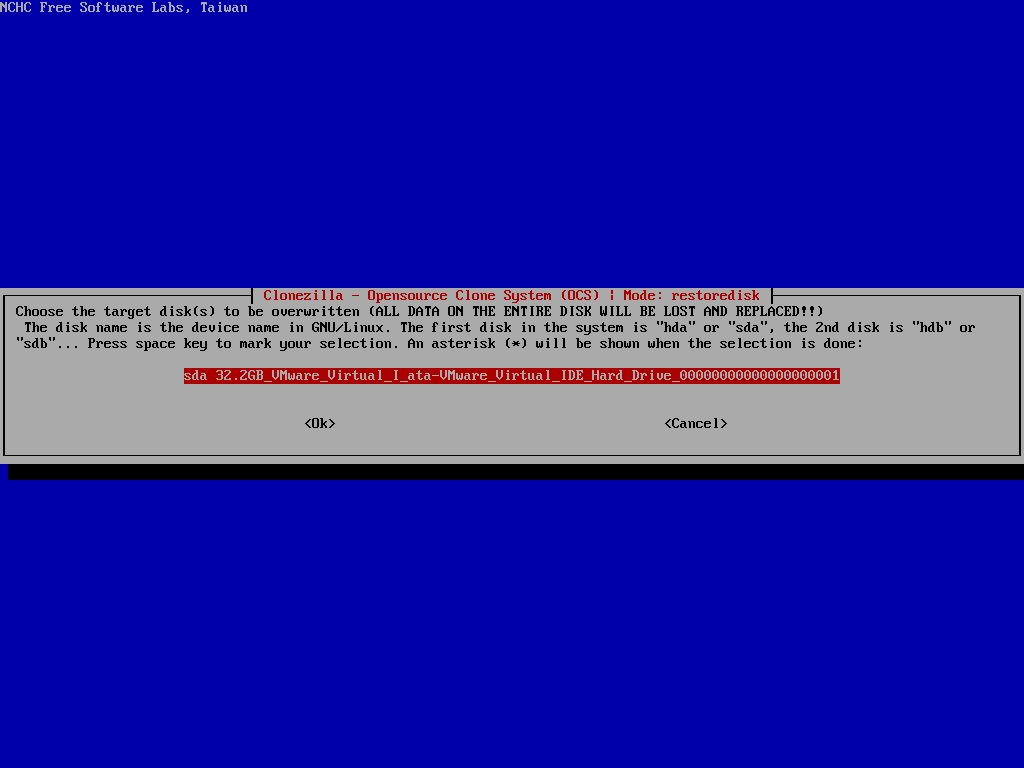 NCHC Free Software Labs, Taiwan
Clonezilla - Opensource Clone System (OCS) ¦ Mode: restoredisk
Choose the target disk(s) to be overwritten (ALL DATA ON THE ENTIRE DISK WILL BE LOST AND REPLACED!!)
The disk name is the device name in GNU/Linux. The first disk in the system is "hda" or "sda", the 2nd disk is "hdb" or
"sdb"... Press space key to mark your selection. An asterisk (*) will be shown when the selection is done:
sda 32.2GB_VMware_Virtual_I_ata-VMware_Virtual_IDE_Hard_Drive_00000000000000000001
<Ok> <Cancel>